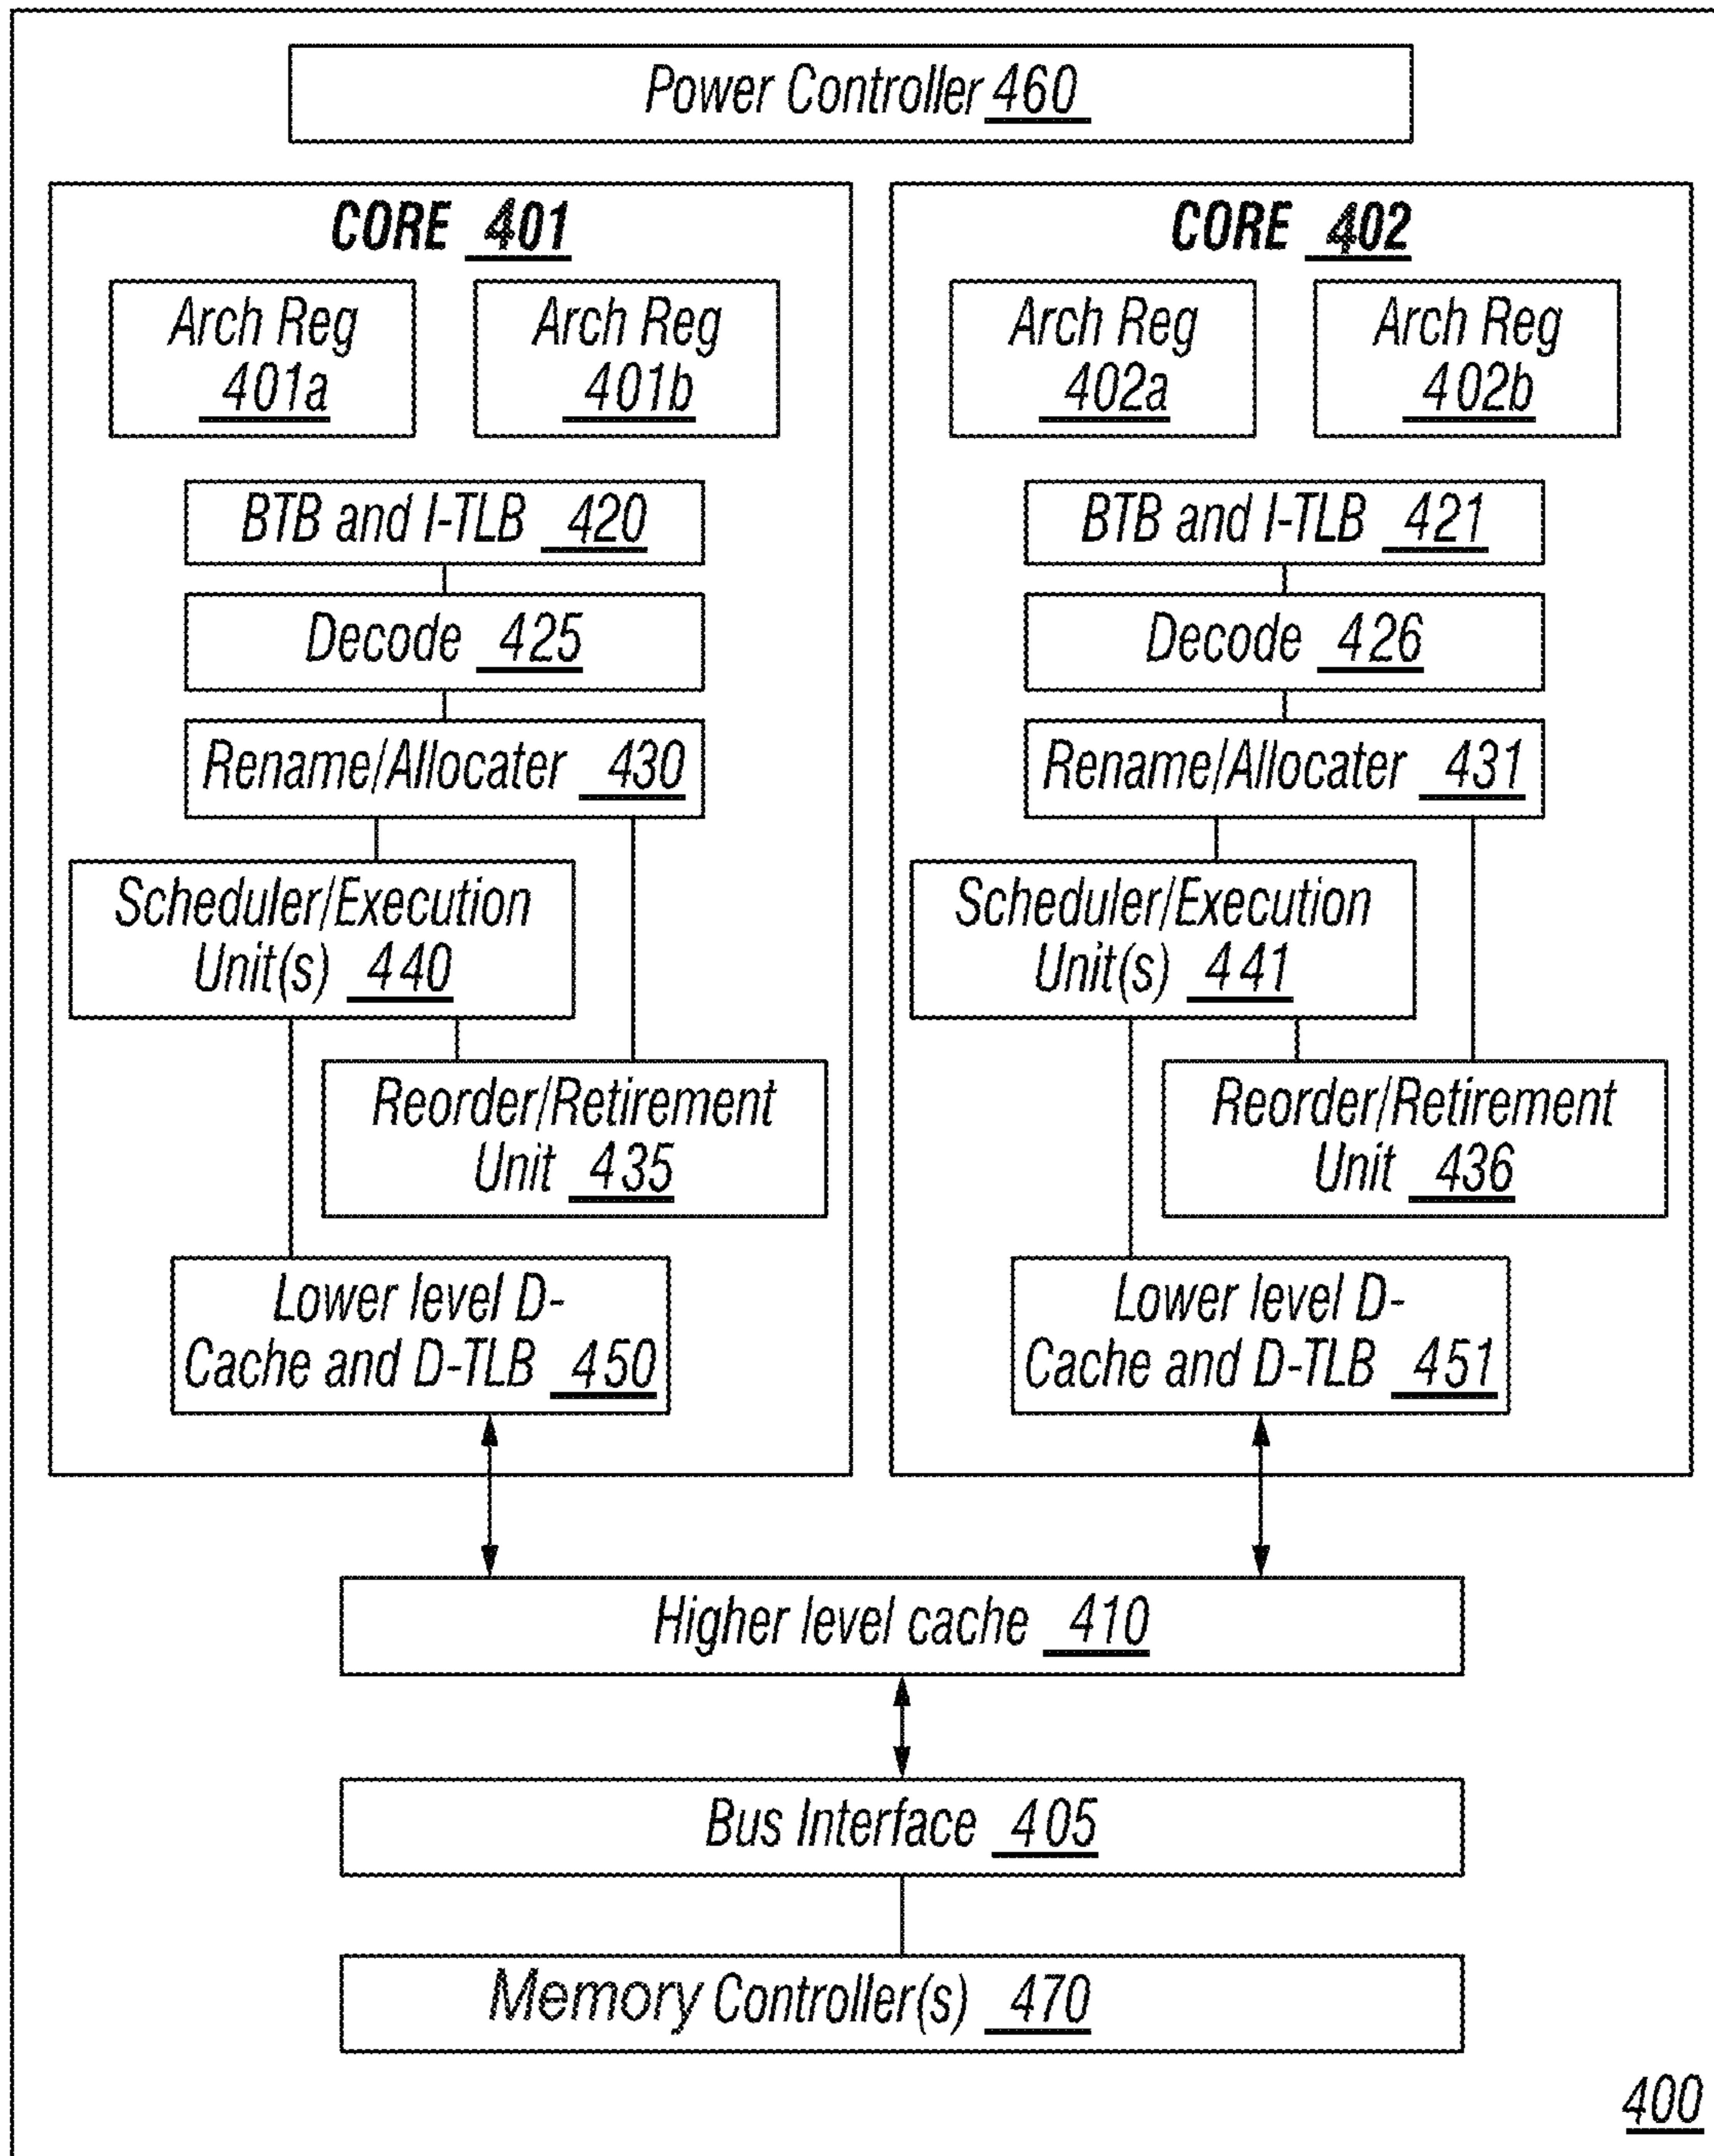 Power Controller 460
CORE 401
Arch Reg
401a
Arch Reg
401b
BTB and I-TLB 420
Decode 425
Rename/Allocater 430
Scheduler/Execution
Unit(s) 440
Reorder/Retirement
Unit 435
Lower level D-
Cache and D-TLB 450
CORE 402
Arch Reg
402a
Arch Reg
402b
BTB and I-TLB 421
Decode 426
Rename/Allocater 431
Scheduler/Execution
Unit(s) 441
Reorder/Retirement
Unit 436
Lower level D-
Cache and D-TLB 451
Higher level cache 410
Bus Interface 405
Memory Controller(s) 470
400